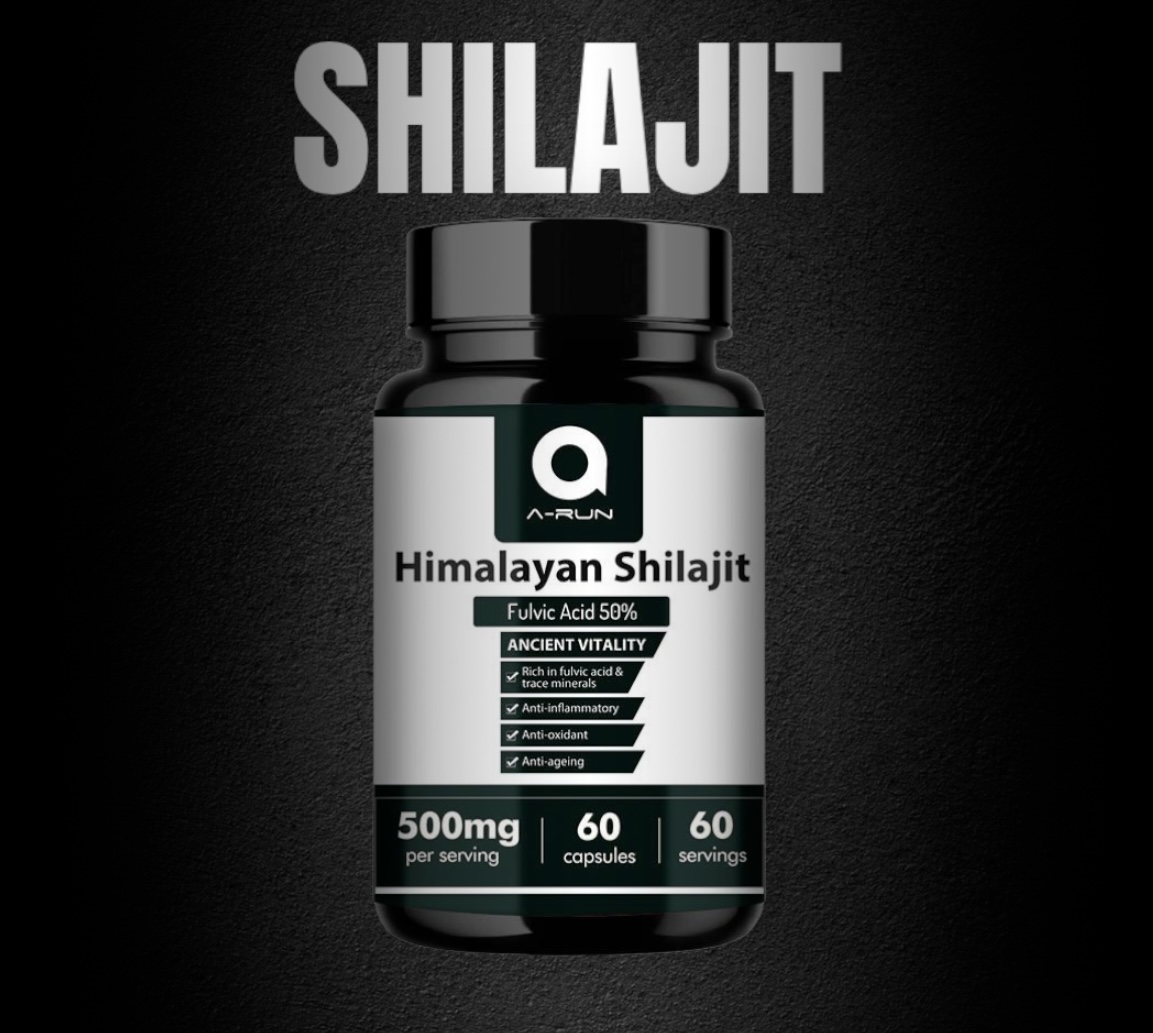 SHILAJIT
A-RUN
Himalayan Shilajit
Fulvic Acid 50%
ANCIENT VITALITY
Rich in fulvic acid &
trace minerals
Anti-inflammatory
Anti-oxidant
Anti-ageing
500mg
per serving
60
capsules
60
servings